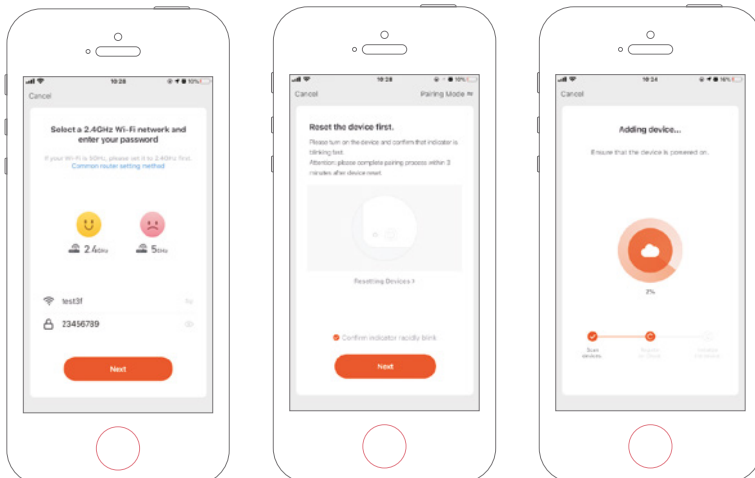 10:28
10%
Cancel
Select a 2.4GHz Wi-Fi network and
enter your password
If your Wi-Fi is 5GHz, please set it to 2.4GHz first.
Common router setting method
2.4GHz
5GHz
test3f
23456789
Next
10:28
10%
Cancel
Pairing Mode
Reset the device first.
Please turn on the device and confirm that indicator is
blinking fast.
Attention: please complete pairing process within 3
minutes after device reset.
Resetting Devices >
Confirm indicator rapidly blink
Next
10:24
16%
Cancel
Adding device...
Ensure that the device is powered on.
2%
Scan
devices.